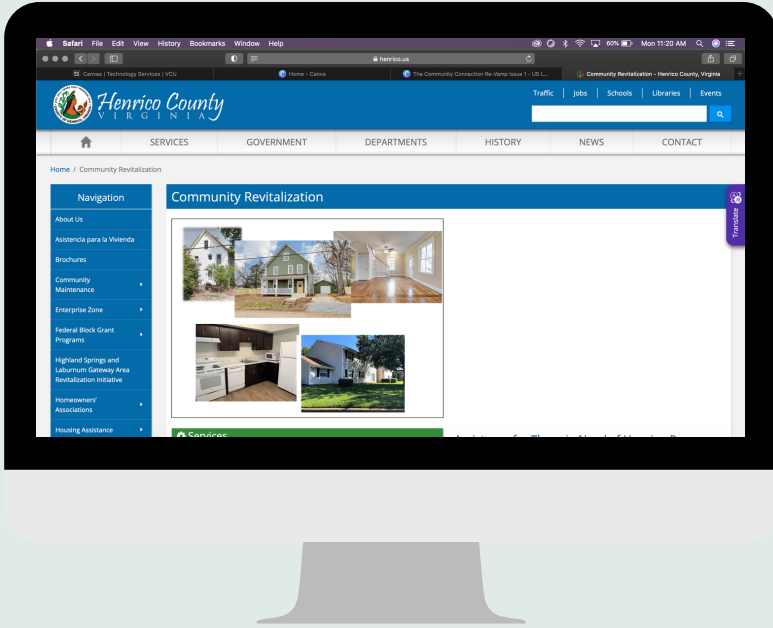 Safari File Edit View History Bookmarks Window Help 60% Mon 11:20 AM
henrico.us
Canvas | Technology Services | VCU
Home - Canva
The Community Connection Re-Vamp Issue 1 - US L...
Community Revitalization - Henrico County, Virginia
Henrico County
VIRGINIA
Traffic | Jobs | Schools | Libraries | Events
SERVICES GOVERNMENT DEPARTMENTS HISTORY NEWS CONTACT
Home / Community Revitalization
Navigation
About Us
Asistencia para la Vivienda
Brochures
Community
Maintenance
Enterprise Zone
Federal Block Grant
Programs
Highland Springs and
Laburnum Gateway Area
Revitalization Initiative
Homeowners'
Associations
Housing Assistance
Community Revitalization
Translate
Services